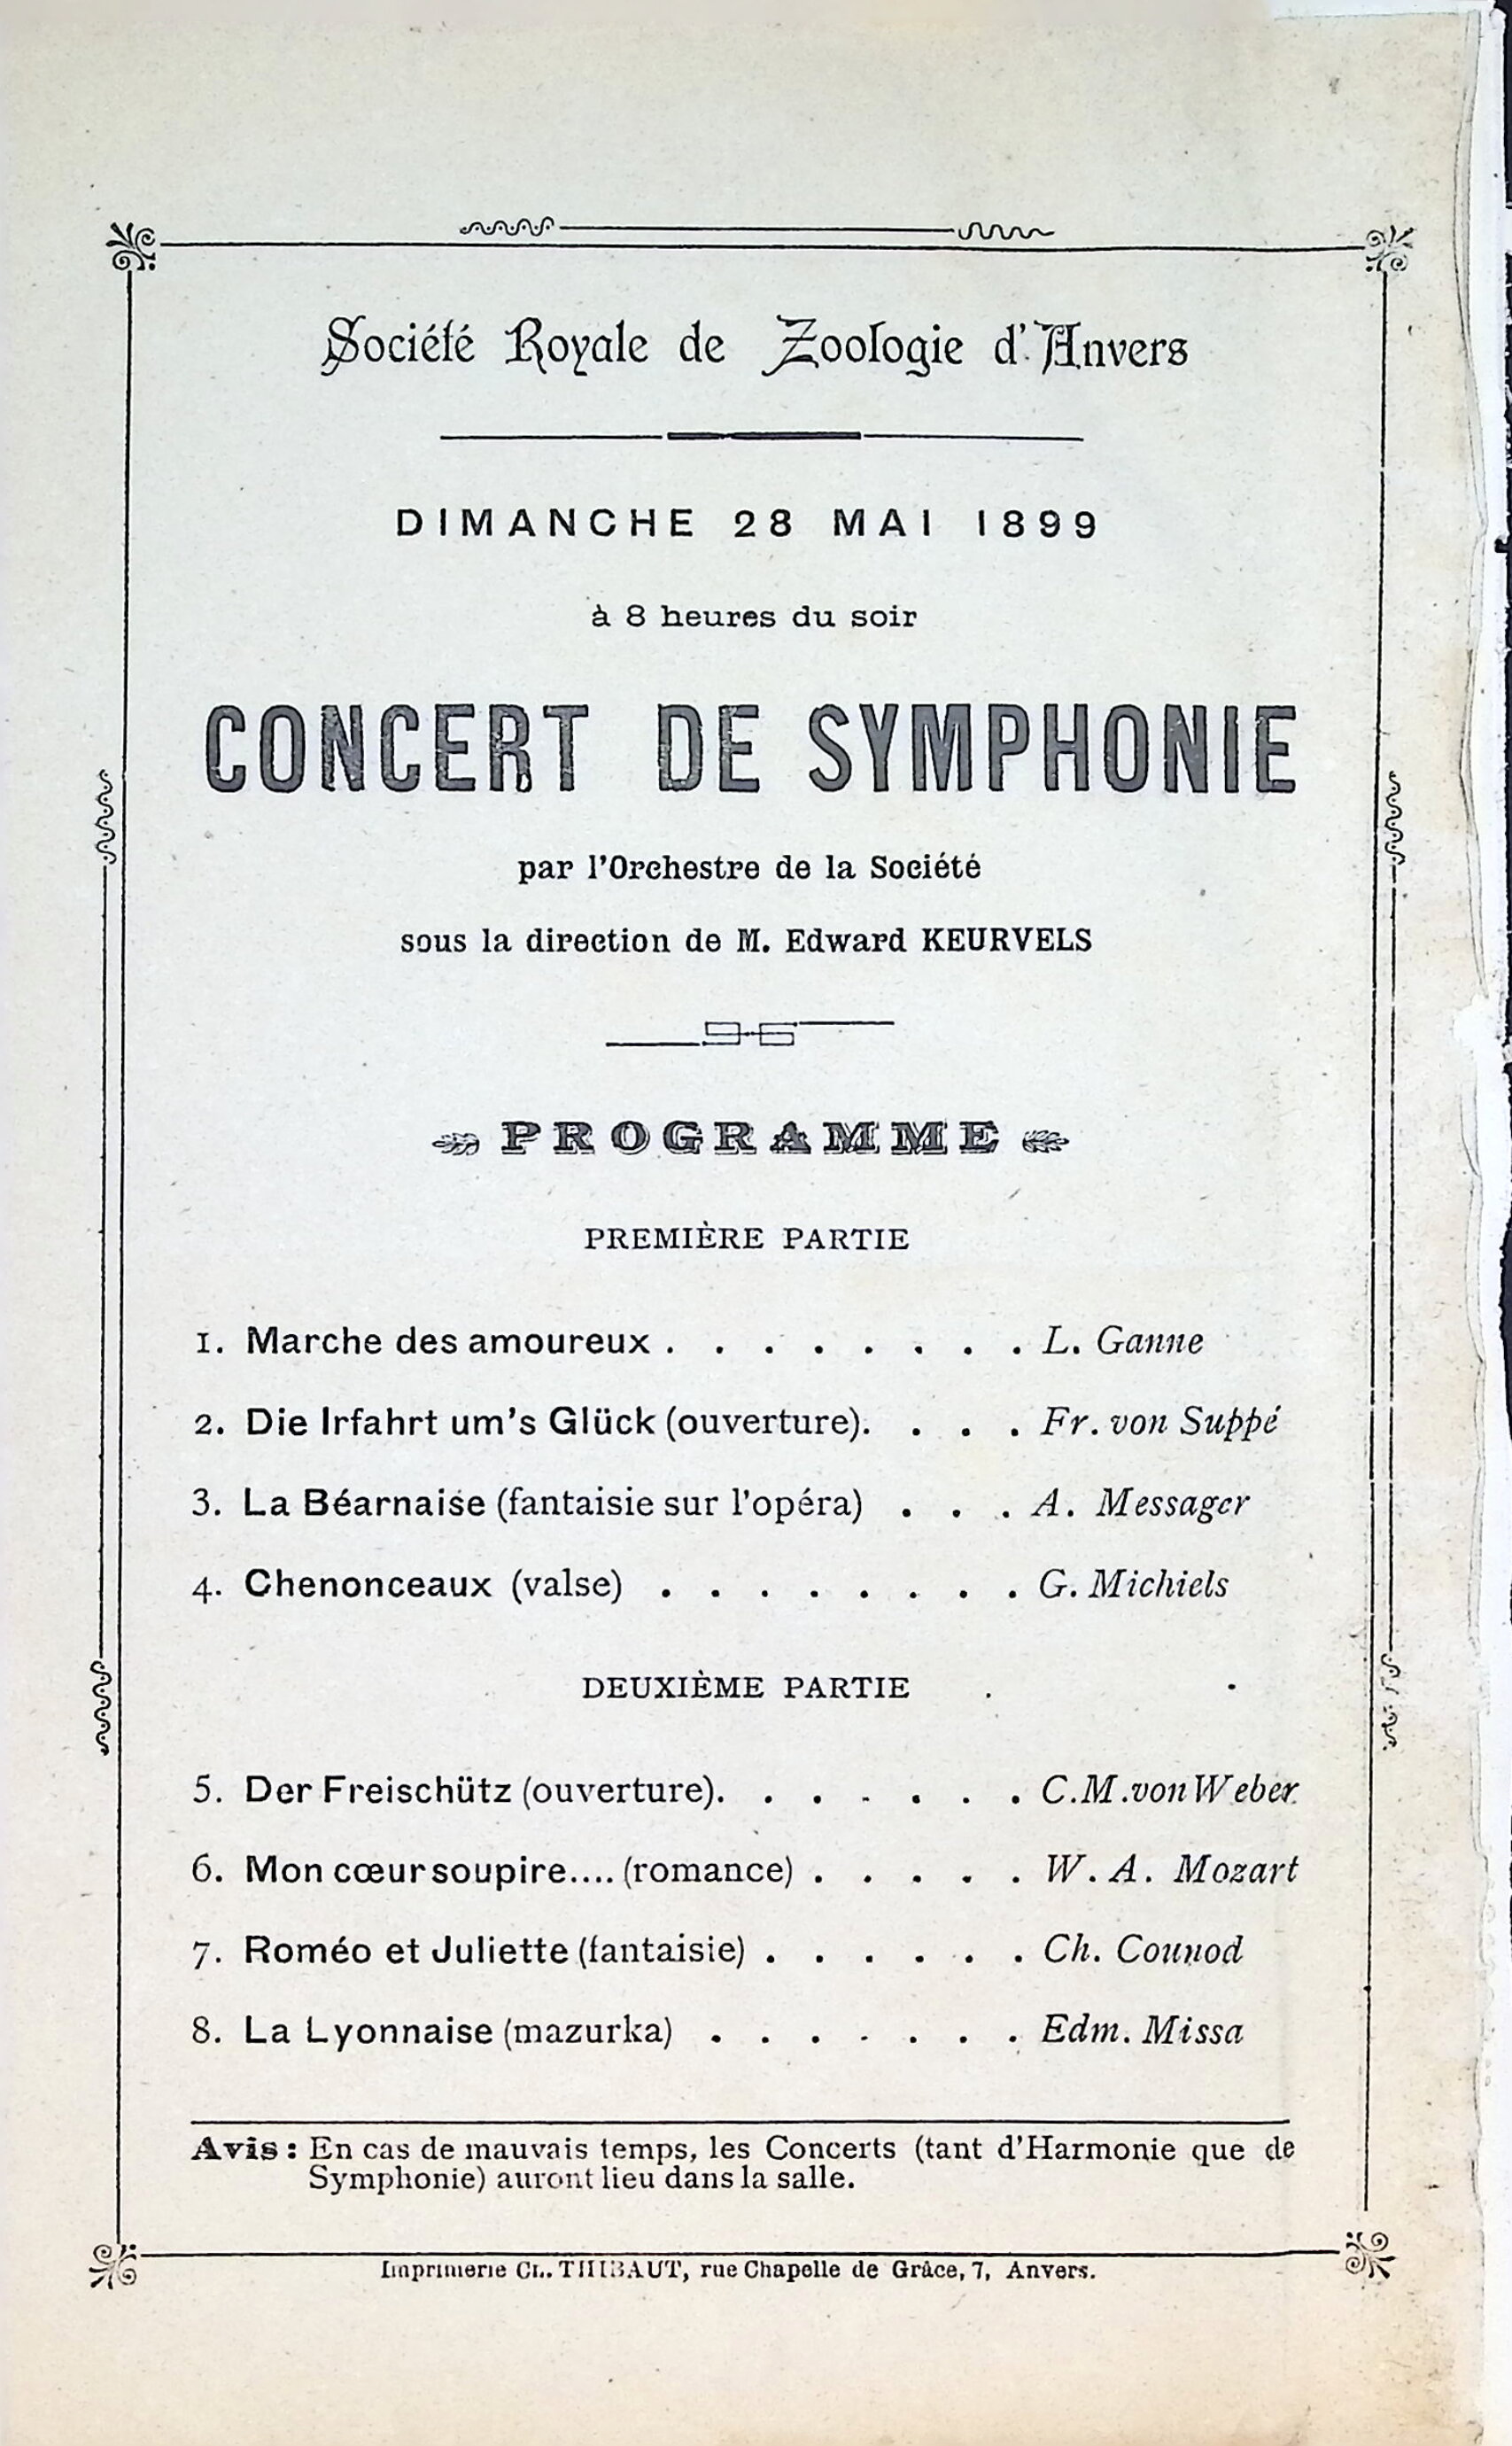 Société Royale de Zoologie d'Anvers
DIMANCHE 28 MAI 1899
à 8 heures du soir
CONCERT DE SYMPHONIE
par l'Orchestre de la Société
sous la direction de M. Edward KEURVELS
PROGRAMME
PREMIÈRE PARTIE
1. Marche des amoureux . . . . . . . . L. Ganne
2. Die Irfahrt um's Glück (ouverture). . . . Fr. von Suppé
3. La Béarnaise (fantaisie sur l'opéra) . . . A. Messager
4. Chenonceaux (valse) . . . . . . . . G. Michiels
DEUXIÈME PARTIE
5. Der Freischütz (ouverture). . . . . . . C.M.von Weber
6. Mon cœur soupire.... (romance) . . . . . W. A. Mozart
7. Roméo et Juliette (fantaisie) . . . . . . Ch. Counod
8. La Lyonnaise (mazurka) . . . . . . . Edm. Missa
Avis : En cas de mauvais temps, les Concerts (tant d'Harmonie que de
Symphonie) auront lieu dans la salle.
Imprimerie CL. THIBAUT, rue Chapelle de Grâce, 7, Anvers.